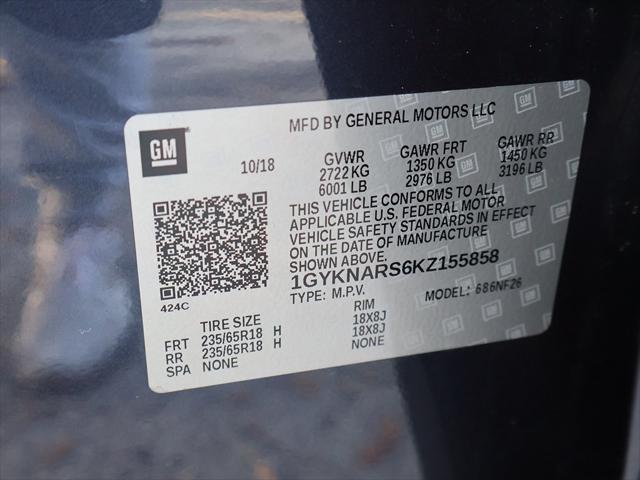 MFD BY GENERAL MOTORS LLC
GM
10/18
GVWR GAWR FRT GAWR RR
2722 KG 1350 KG 1450 KG
6001 LB 2976 LB 3196 LB
THIS VEHICLE CONFORMS TO ALL
APPLICABLE U.S. FEDERAL MOTOR
VEHICLE SAFETY STANDARDS IN EFFECT
ON THE DATE OF MANUFACTURE
SHOWN ABOVE.
1GYKNARS6KZ155858
424C
TYPE: M.P.V. MODEL: 686NF26
TIRE SIZE RIM
FRT 235/65R18 H 18X8J
RR 235/65R18 H 18X8J
SPA NONE NONE